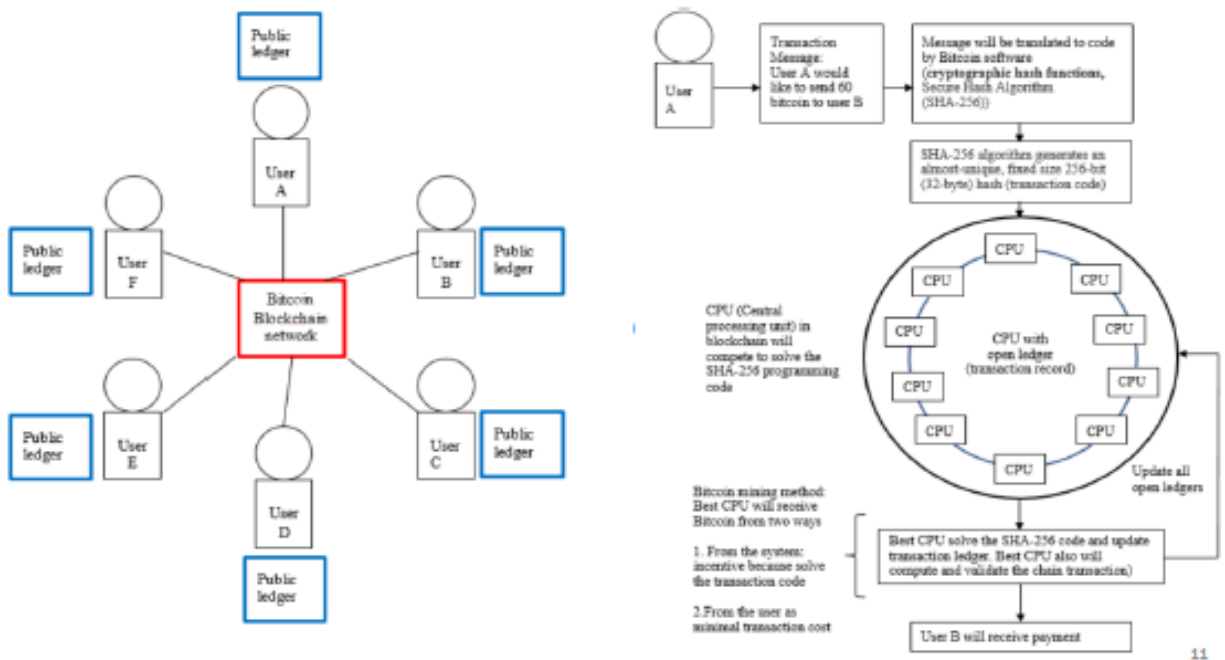 Public
ledger
User
A
Public
ledger
User
F
User
B
Public
ledger
Bitcoin
Blockchain
network
Public
ledger
User
E
User
C
Public
ledger
User
D
Public
ledger
User
A
Transaction
Message:
User A would
like to send 60
bitcoin to user B
Message will be translated to code
by Bitcoin software
(cryptographic hash functions,
Secure Hash Algorithm
(SHA-256))
SHA-256 algorithm generates an
almost-unique, fixed size 256-bit
(32-byte) hash (transaction code)
CPU (Central
processing unit) in
blockchain will
compete to solve the
SHA-256 programming
code
CPU
CPU
CPU
CPU
CPU
CPU
CPU
CPU
CPU
CPU
CPU with
open ledger
(transaction record)
Update all
open ledgers
Bitcoin mining method:
Best CPU will receive
Bitcoin from two ways
1. From the system:
incentive because solve
the transaction code
2.From the user as
minimal transaction cost
Best CPU solve the SHA-256 code and update
transaction ledger. Best CPU also will
compute and validate the chain transaction)
User B will receive payment
11